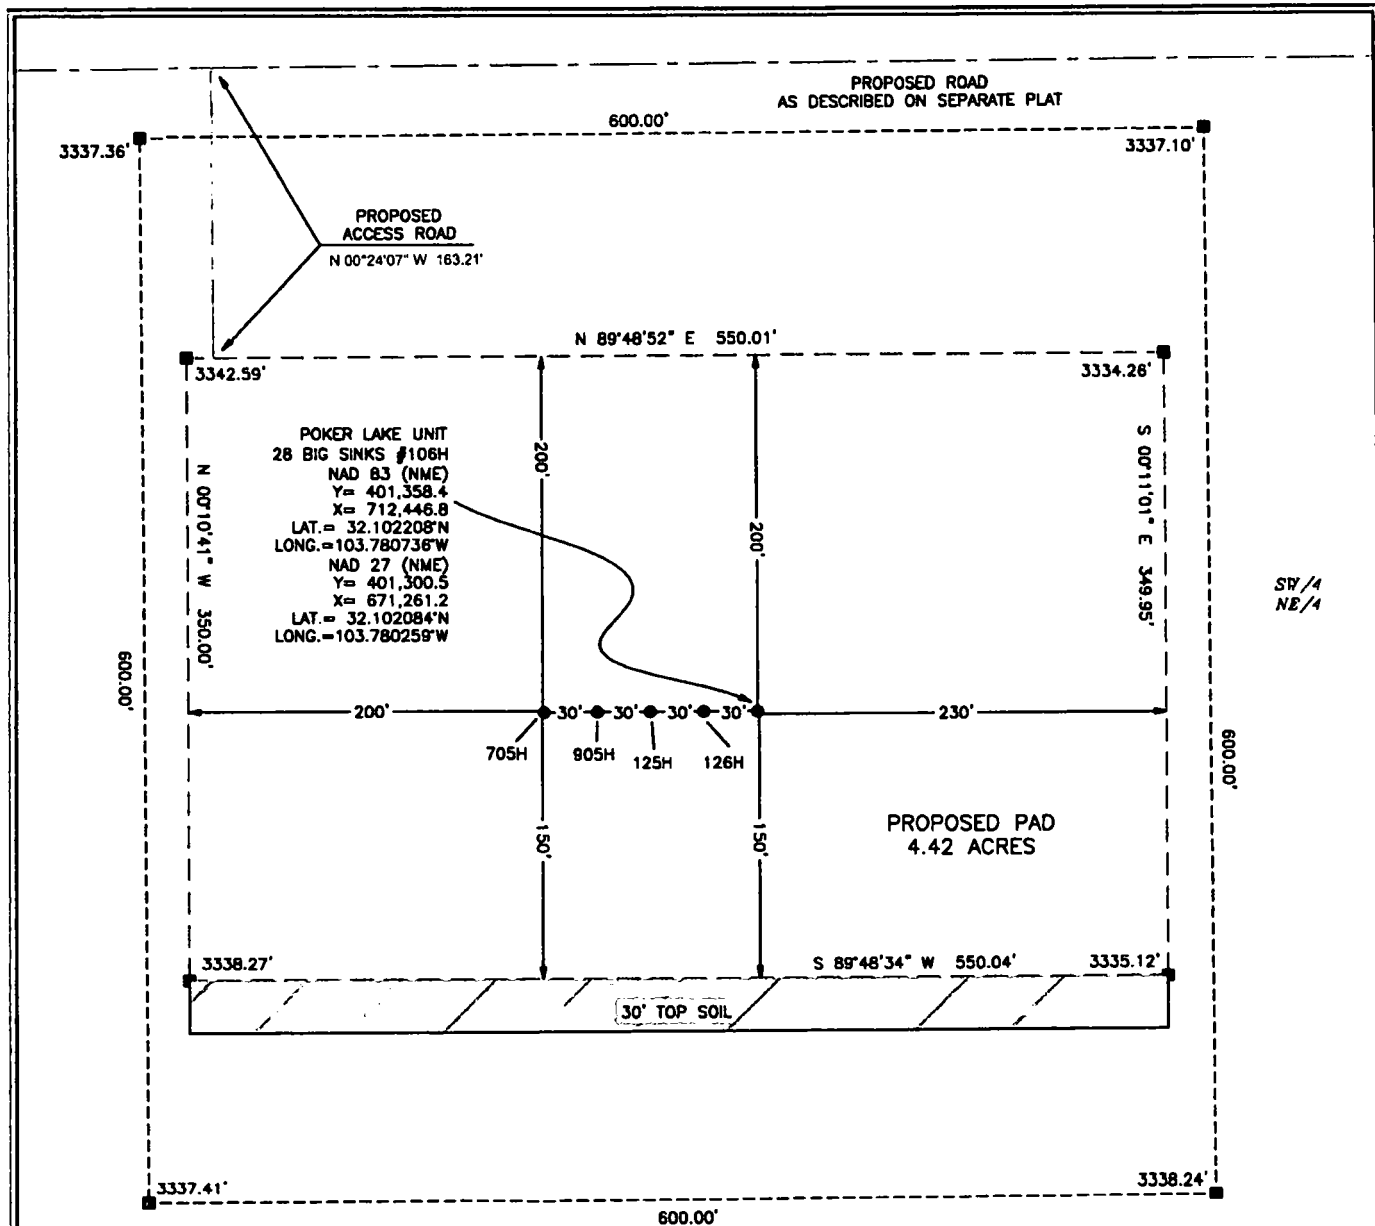 PROPOSED ROAD
AS DESCRIBED ON SEPARATE PLAT
600.00'
3337.36'
3337.10'
PROPOSED
ACCESS ROAD
N 00°24'07" W 163.21'
N 89°48'52" E 550.01'
3342.59'
3334.26'
POKER LAKE UNIT
28 BIG SINKS #106H
NAD 83 (NME)
Y= 401,358.4
X= 712,446.8
LAT.= 32.102208°N
LONG.=103.780736°W
NAD 27 (NME)
Y= 401,300.5
X= 671,261.2
LAT.= 32.102084°N
LONG.=103.780259°W
N 00°10'41" W 350.00'
200'
200'
S 00°11'01" E 349.95'
SW/4
NE/4
600.00'
600.00'
200'
30'
30'
30'
30'
230'
705H
905H
125H
126H
150'
150'
PROPOSED PAD
4.42 ACRES
3338.27'
S 89°48'34" W 550.04'
3335.12'
30' TOP SOIL
3337.41'
3338.24'
600.00'